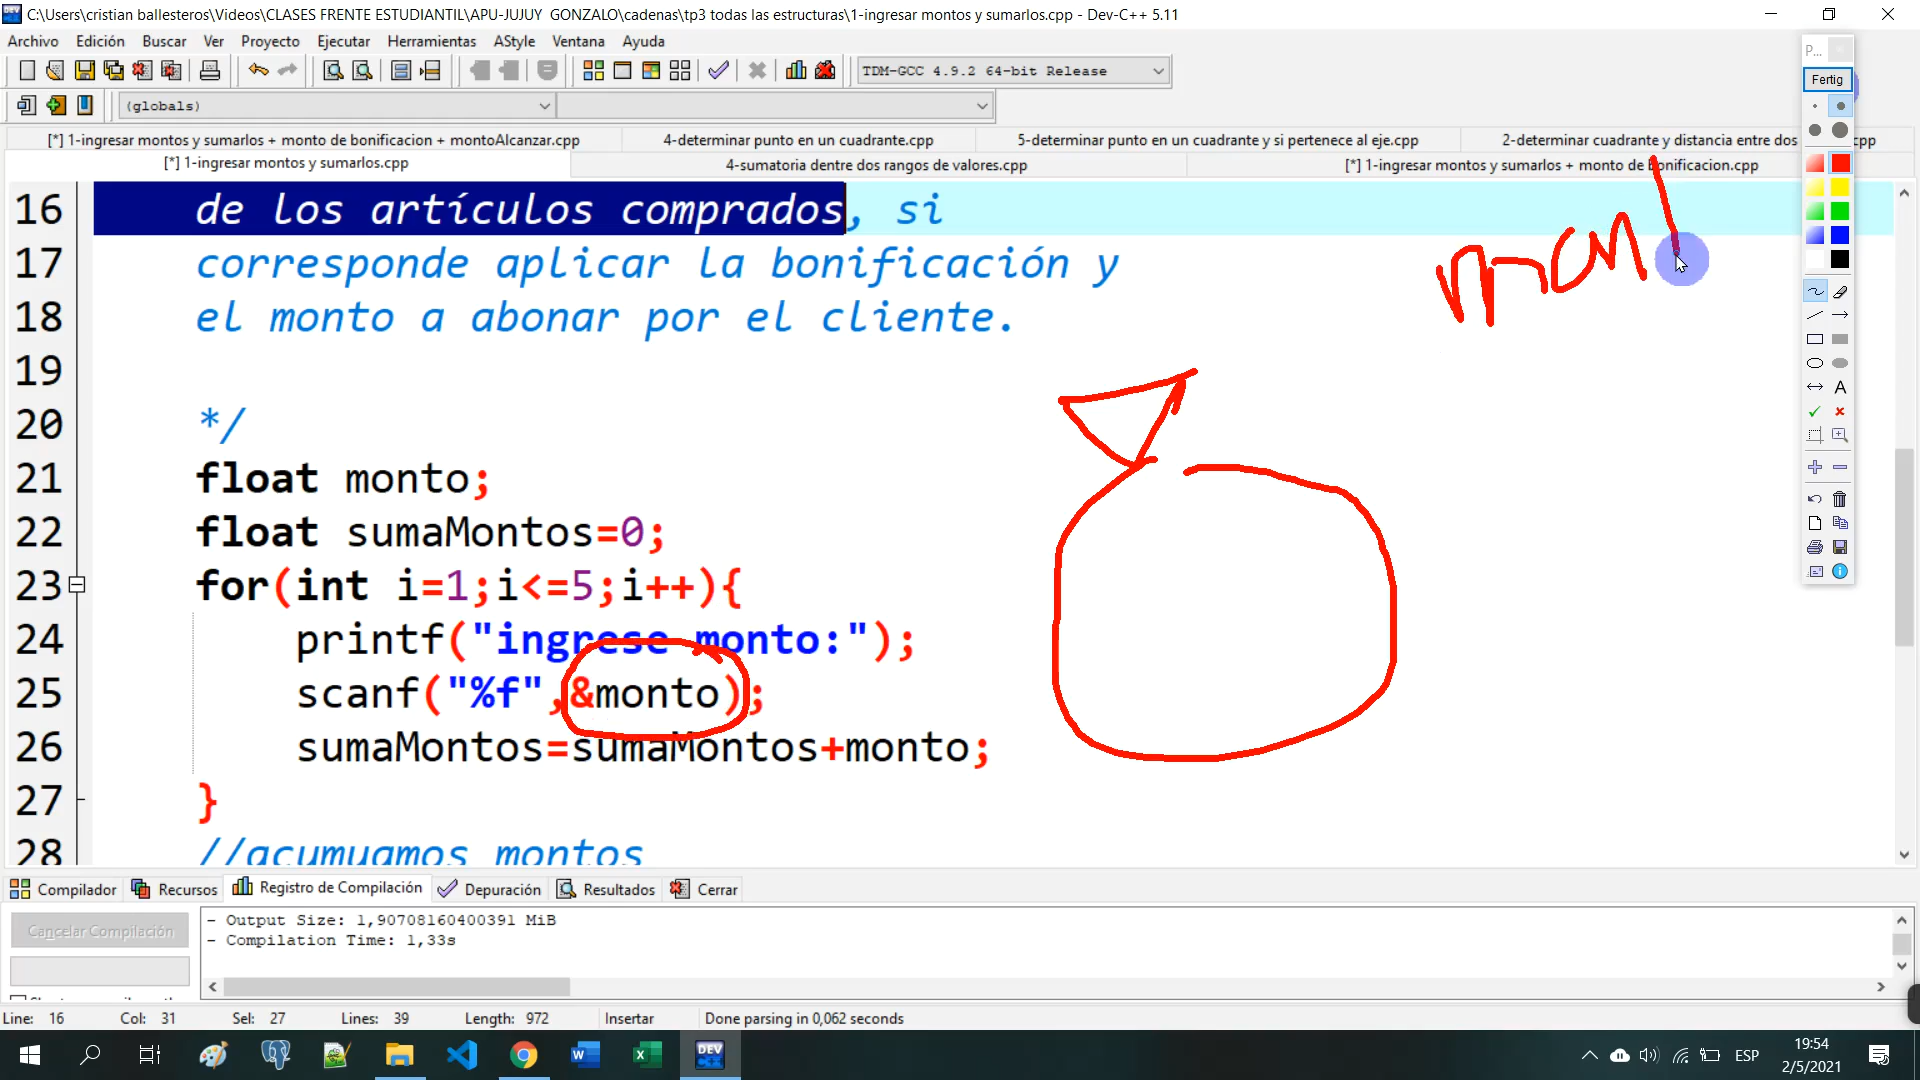 C:\Users\cristian ballesteros\Videos\CLASES FRENTE ESTUDIANTIL\APU-JUJUY  GONZALO\cadenas\tp3 todas las estructuras\1-ingresar montos y sumarlos.cpp - Dev-C++ 5.11
Archivo Edición Buscar Ver Proyecto Ejecutar Herramientas AStyle Ventana Ayuda
P...
TDM-GCC 4.9.2 64-bit Release
Fertig
(globals)
[*] 1-ingresar montos y sumarlos + monto de bonificacion + montoAlcanzar.cpp 4-determinar punto en un cuadrante.cpp 5-determinar punto en un cuadrante y si pertenece al eje.cpp 2-determinar cuadrante y distancia entre dos cpp
[*] 1-ingresar montos y sumarlos.cpp 4-sumatoria dentre dos rangos de valores.cpp [*] 1-ingresar montos y sumarlos + monto de bonificacion.cpp
16 de los artículos comprados, si
17 corresponde aplicar la bonificación y
18 el monto a abonar por el cliente.
19
20 */
21 float monto;
22 float sumaMontos=0;
23 for(int i=1;i<=5;i++){
24 printf("ingrese monto:");
25 scanf("%f",&monto);
26 sumaMontos=sumaMontos+monto;
27 }
28 //acumuamos montos
A
Compilador Recursos Registro de Compilación Depuración Resultados Cerrar
Cancelar Compilación
- Output Size: 1,90708160400391 MiB
- Compilation Time: 1,33s
Line: 16 Col: 31 Sel: 27 Lines: 39 Length: 972 Insertar Done parsing in 0,062 seconds
DEV C++
ESP
19:54
2/5/2021